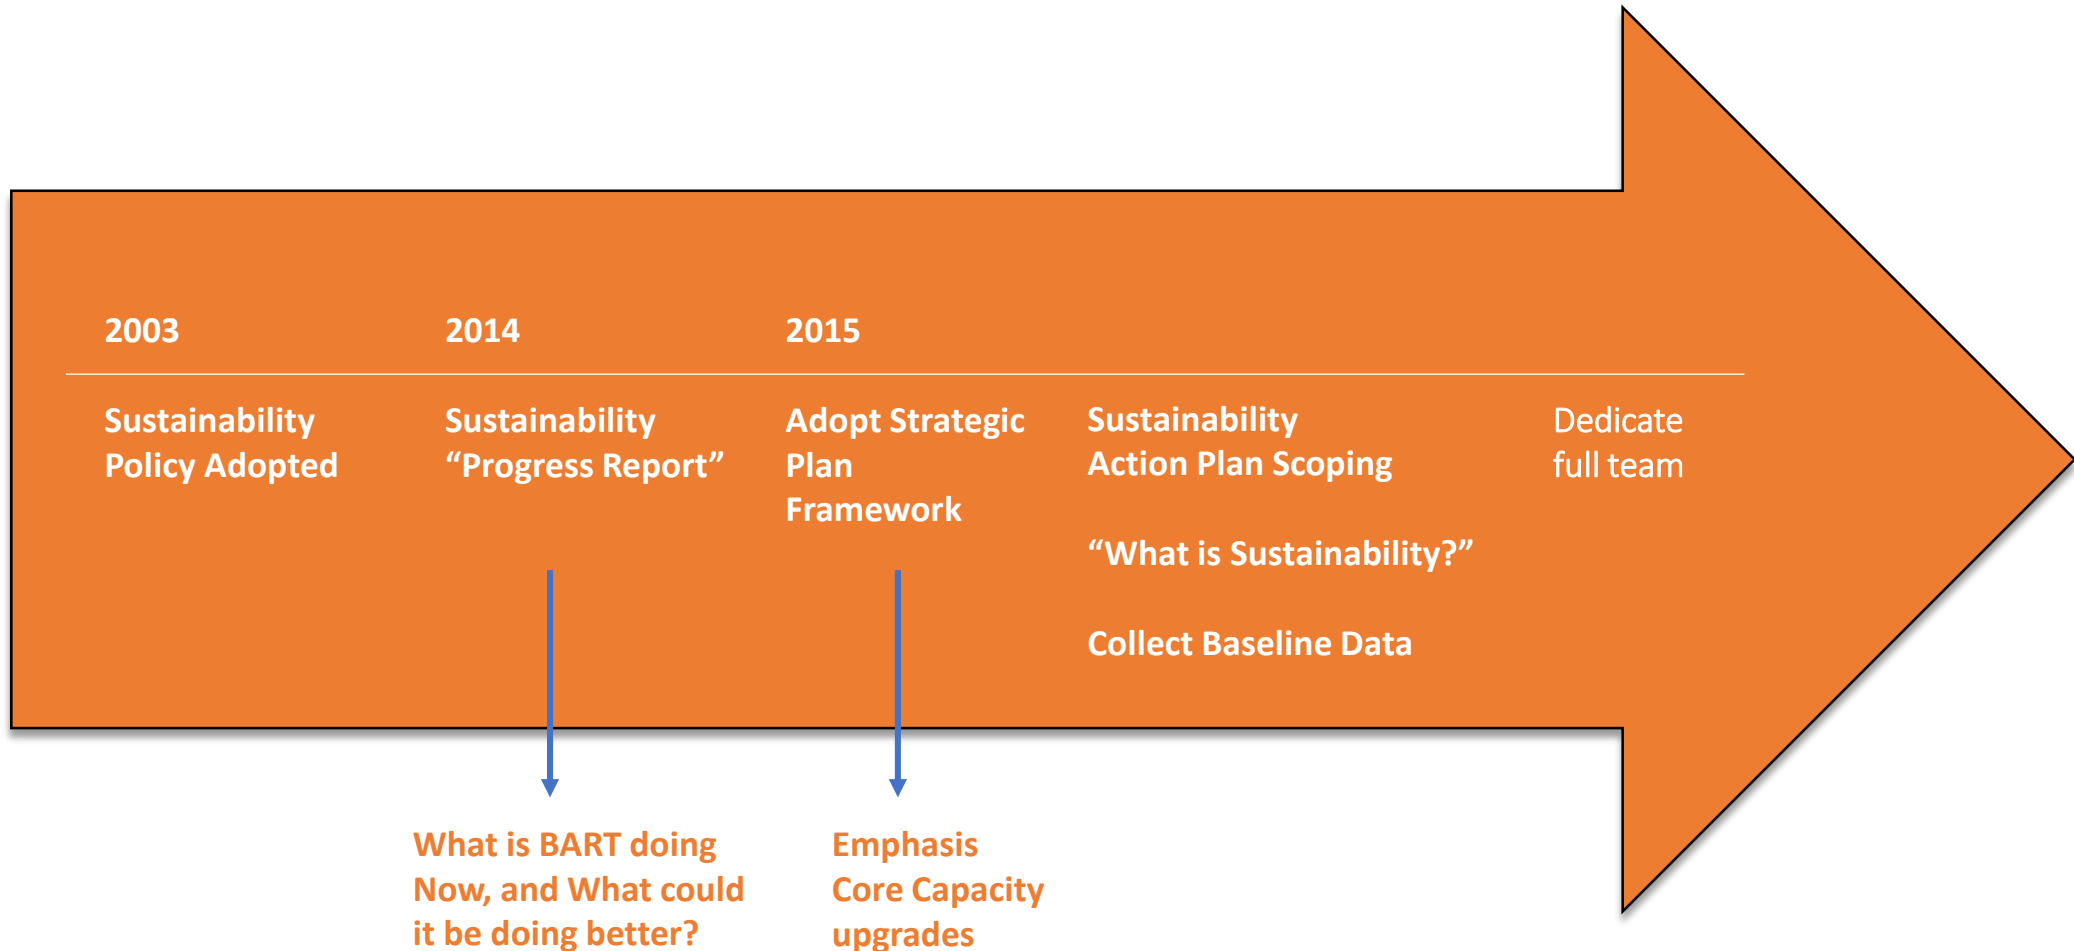 2003
2014
2015
Sustainability
Policy Adopted
Sustainability
“Progress Report”
Adopt Strategic
Plan
Framework
Sustainability
Action Plan Scoping
“What is Sustainability?”
Collect Baseline Data
Dedicate
full team
What is BART doing
Now, and What could
it be doing better?
Emphasis
Core Capacity
upgrades